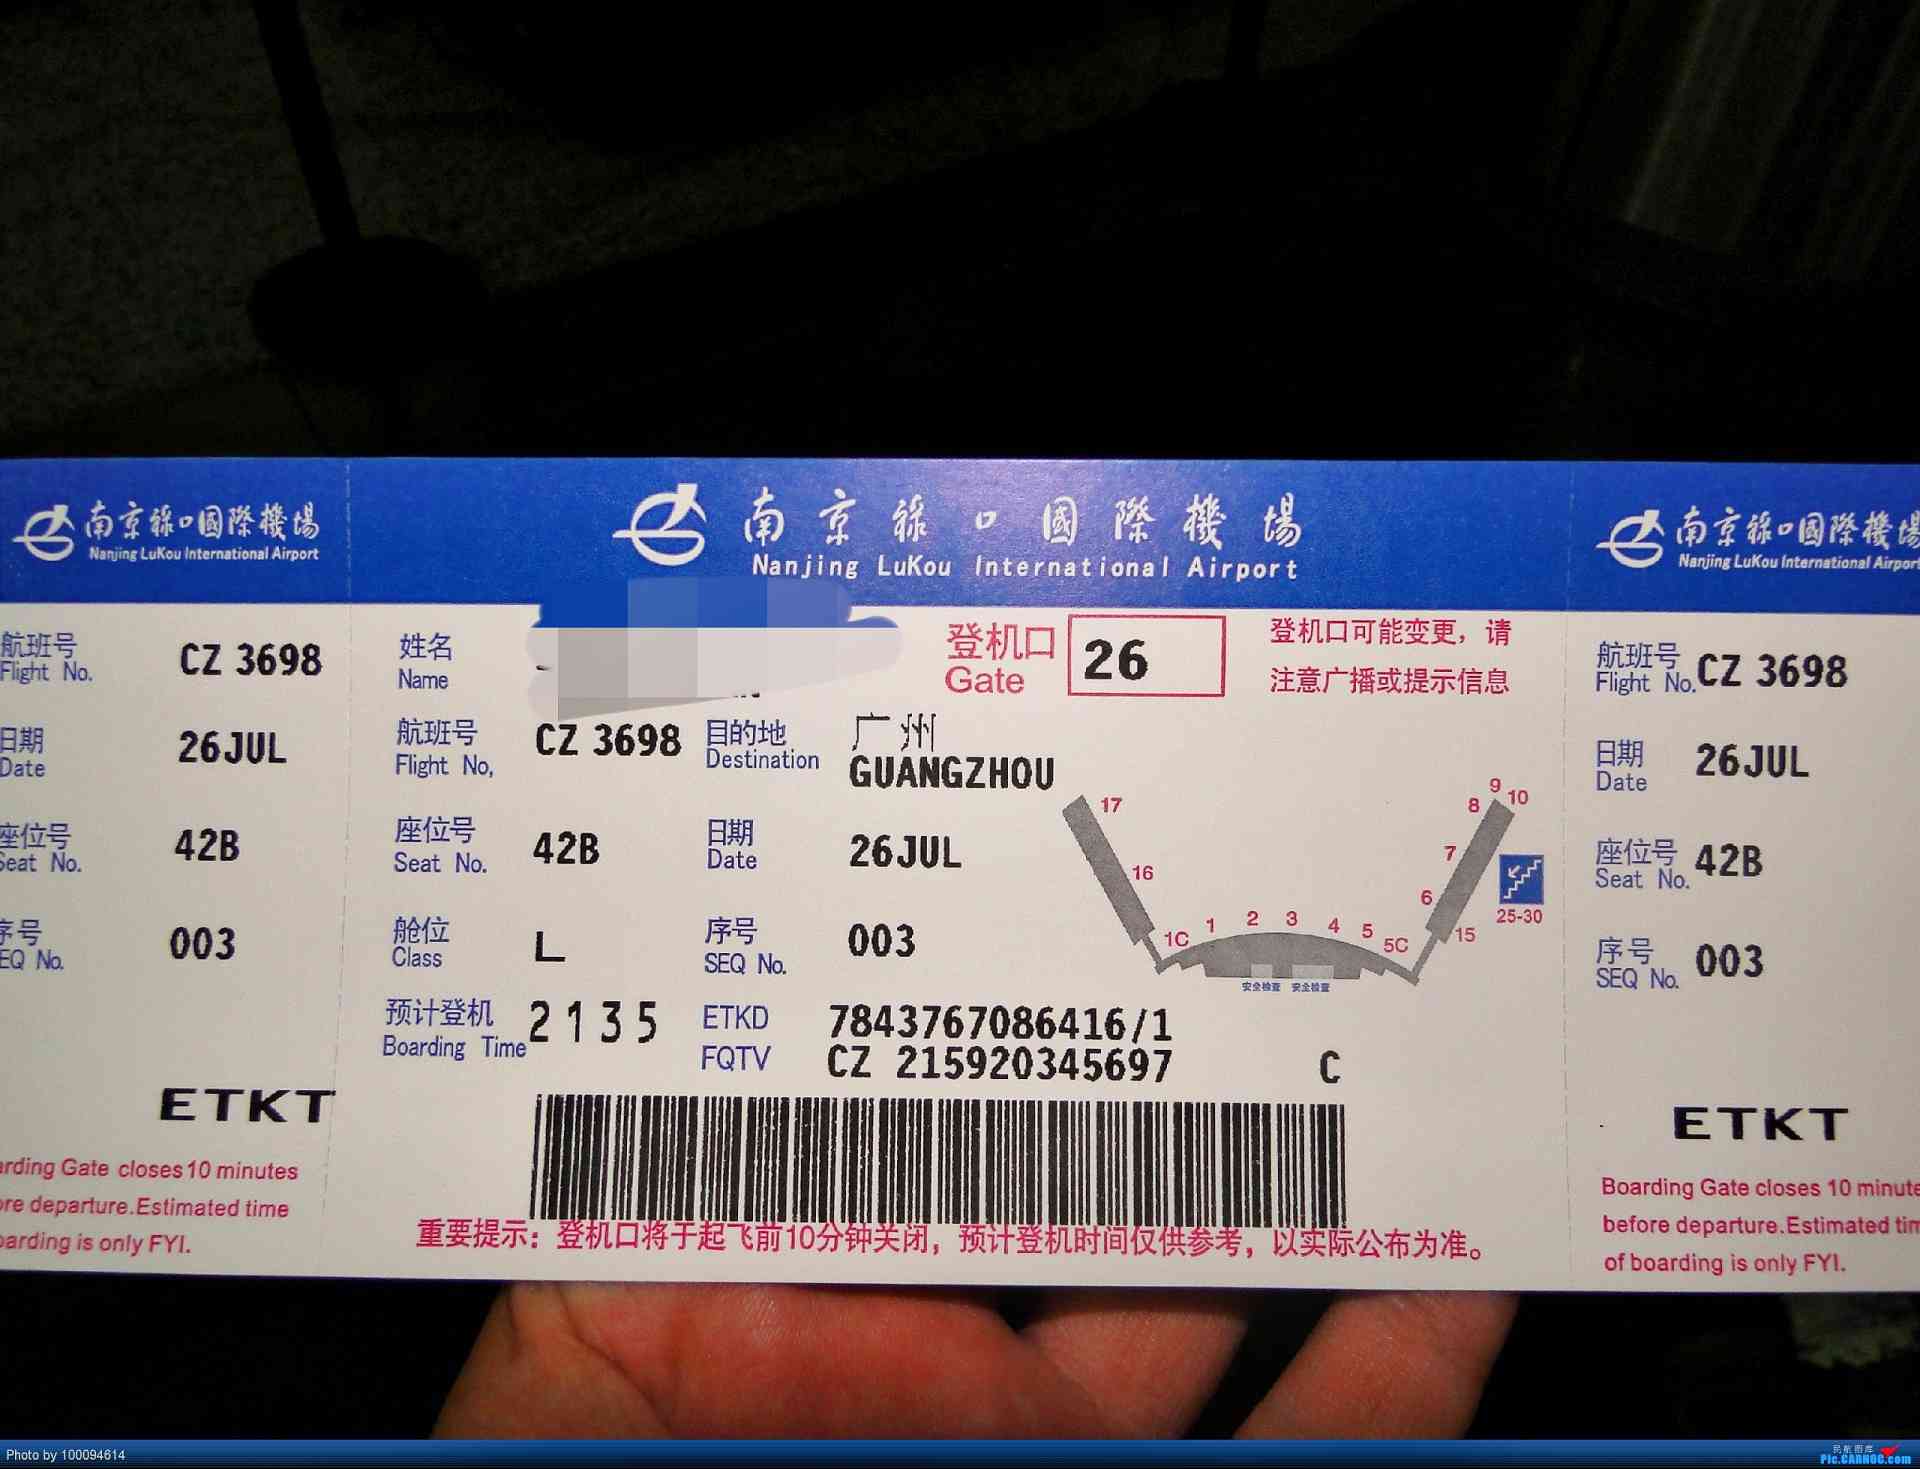 南京祿口國際機場
Nanjing LuKou International Airport
航班号 CZ 3698
Flight No.
日期 26JUL
Date
座位号 42B
Seat No.
序号 003
EQ No.
ETKT
arding Gate closes 10 minutes
ore departure.Estimated time
oarding is only FYI.
南京祿口國際機場
Nanjing LuKou International Airport
姓名
Name
登机口 26
Gate
登机口可能变更，请
注意广播或提示信息
航班号 CZ 3698
Flight No,
目的地 广州
Destination GUANGZHOU
座位号 42B
Seat No.
日期 26JUL
Date
舱位 L
Class
序号 003
SEQ No.
预计登机 2135
Boarding Time
ETKD 7843767086416/1
FQTV CZ 215920345697 C
17
16
1C
1
2
3
4
5
5C
6
7
8
9
10
15
25-30
安全检查 安全检查
重要提示：登机口将于起飞前10分钟关闭，预计登机时间仅供参考，以实际公布为准。
南京祿口國際機場
Nanjing LuKou International Airport
航班号 CZ 3698
Flight No.
日期 26JUL
Date
座位号 42B
Seat No.
序号 003
SEQ No.
ETKT
Boarding Gate closes 10 minute
before departure.Estimated tim
of boarding is only FYI.
Photo by 100094614
民航图库
Pic.CARNOC.com